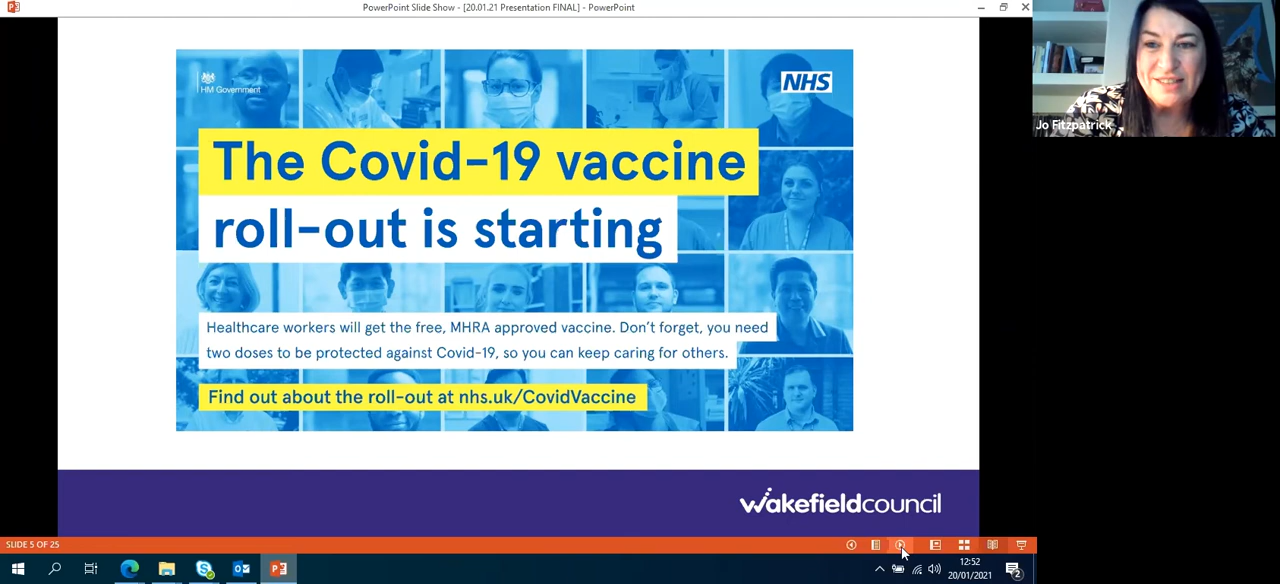 PowerPoint Slide Show - [20.01.21 Presentation FINAL] - PowerPoint
HM Government
NHS
Jo Fitzpatrick
The Covid-19 vaccine
roll-out is starting
Healthcare workers will get the free, MHRA approved vaccine. Don't forget, you need
two doses to be protected against Covid-19, so you can keep caring for others.
Find out about the roll-out at nhs.uk/CovidVaccine
wakefieldcouncil
SLIDE 5 OF 25
12:52
20/01/2021
2